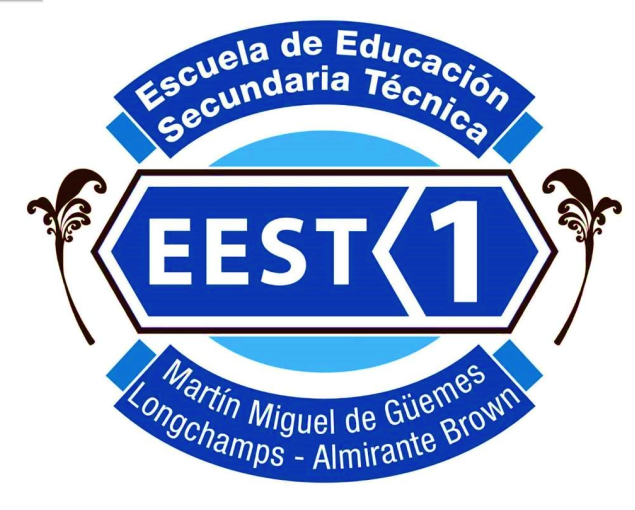 Escuela de Educación
Secundaria Técnica
EEST 1
Martín Miguel de Güemes
Longchamps - Almirante Brown